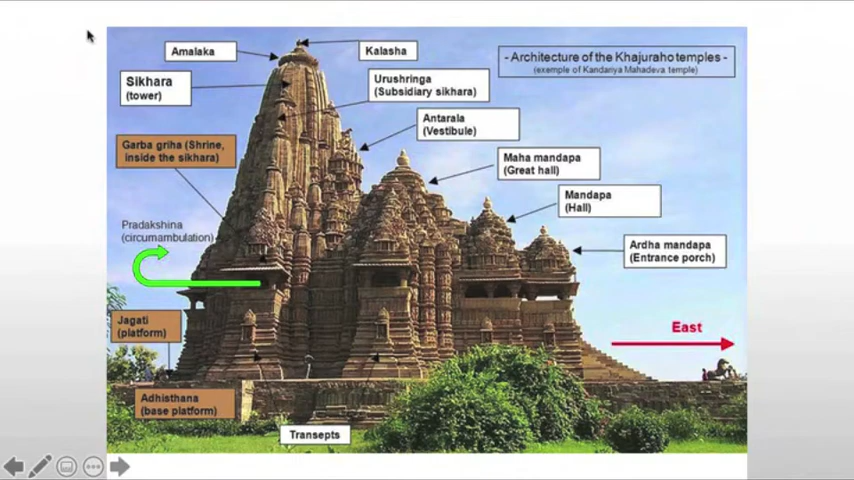 Amalaka
Kalasha
- Architecture of the Khajuraho temples -
(exemple of Kandariya Mahadeva temple)
Sikhara
(tower)
Urushringa
(Subsidiary sikhara)
Antarala
(Vestibule)
Garba griha (Shrine,
inside the sikhara)
Maha mandapa
(Great hall)
Mandapa
(Hall)
Pradakshina
(circumambulation)
Ardha mandapa
(Entrance porch)
Jagati
(platform)
East
Adhisthana
(base platform)
Transepts